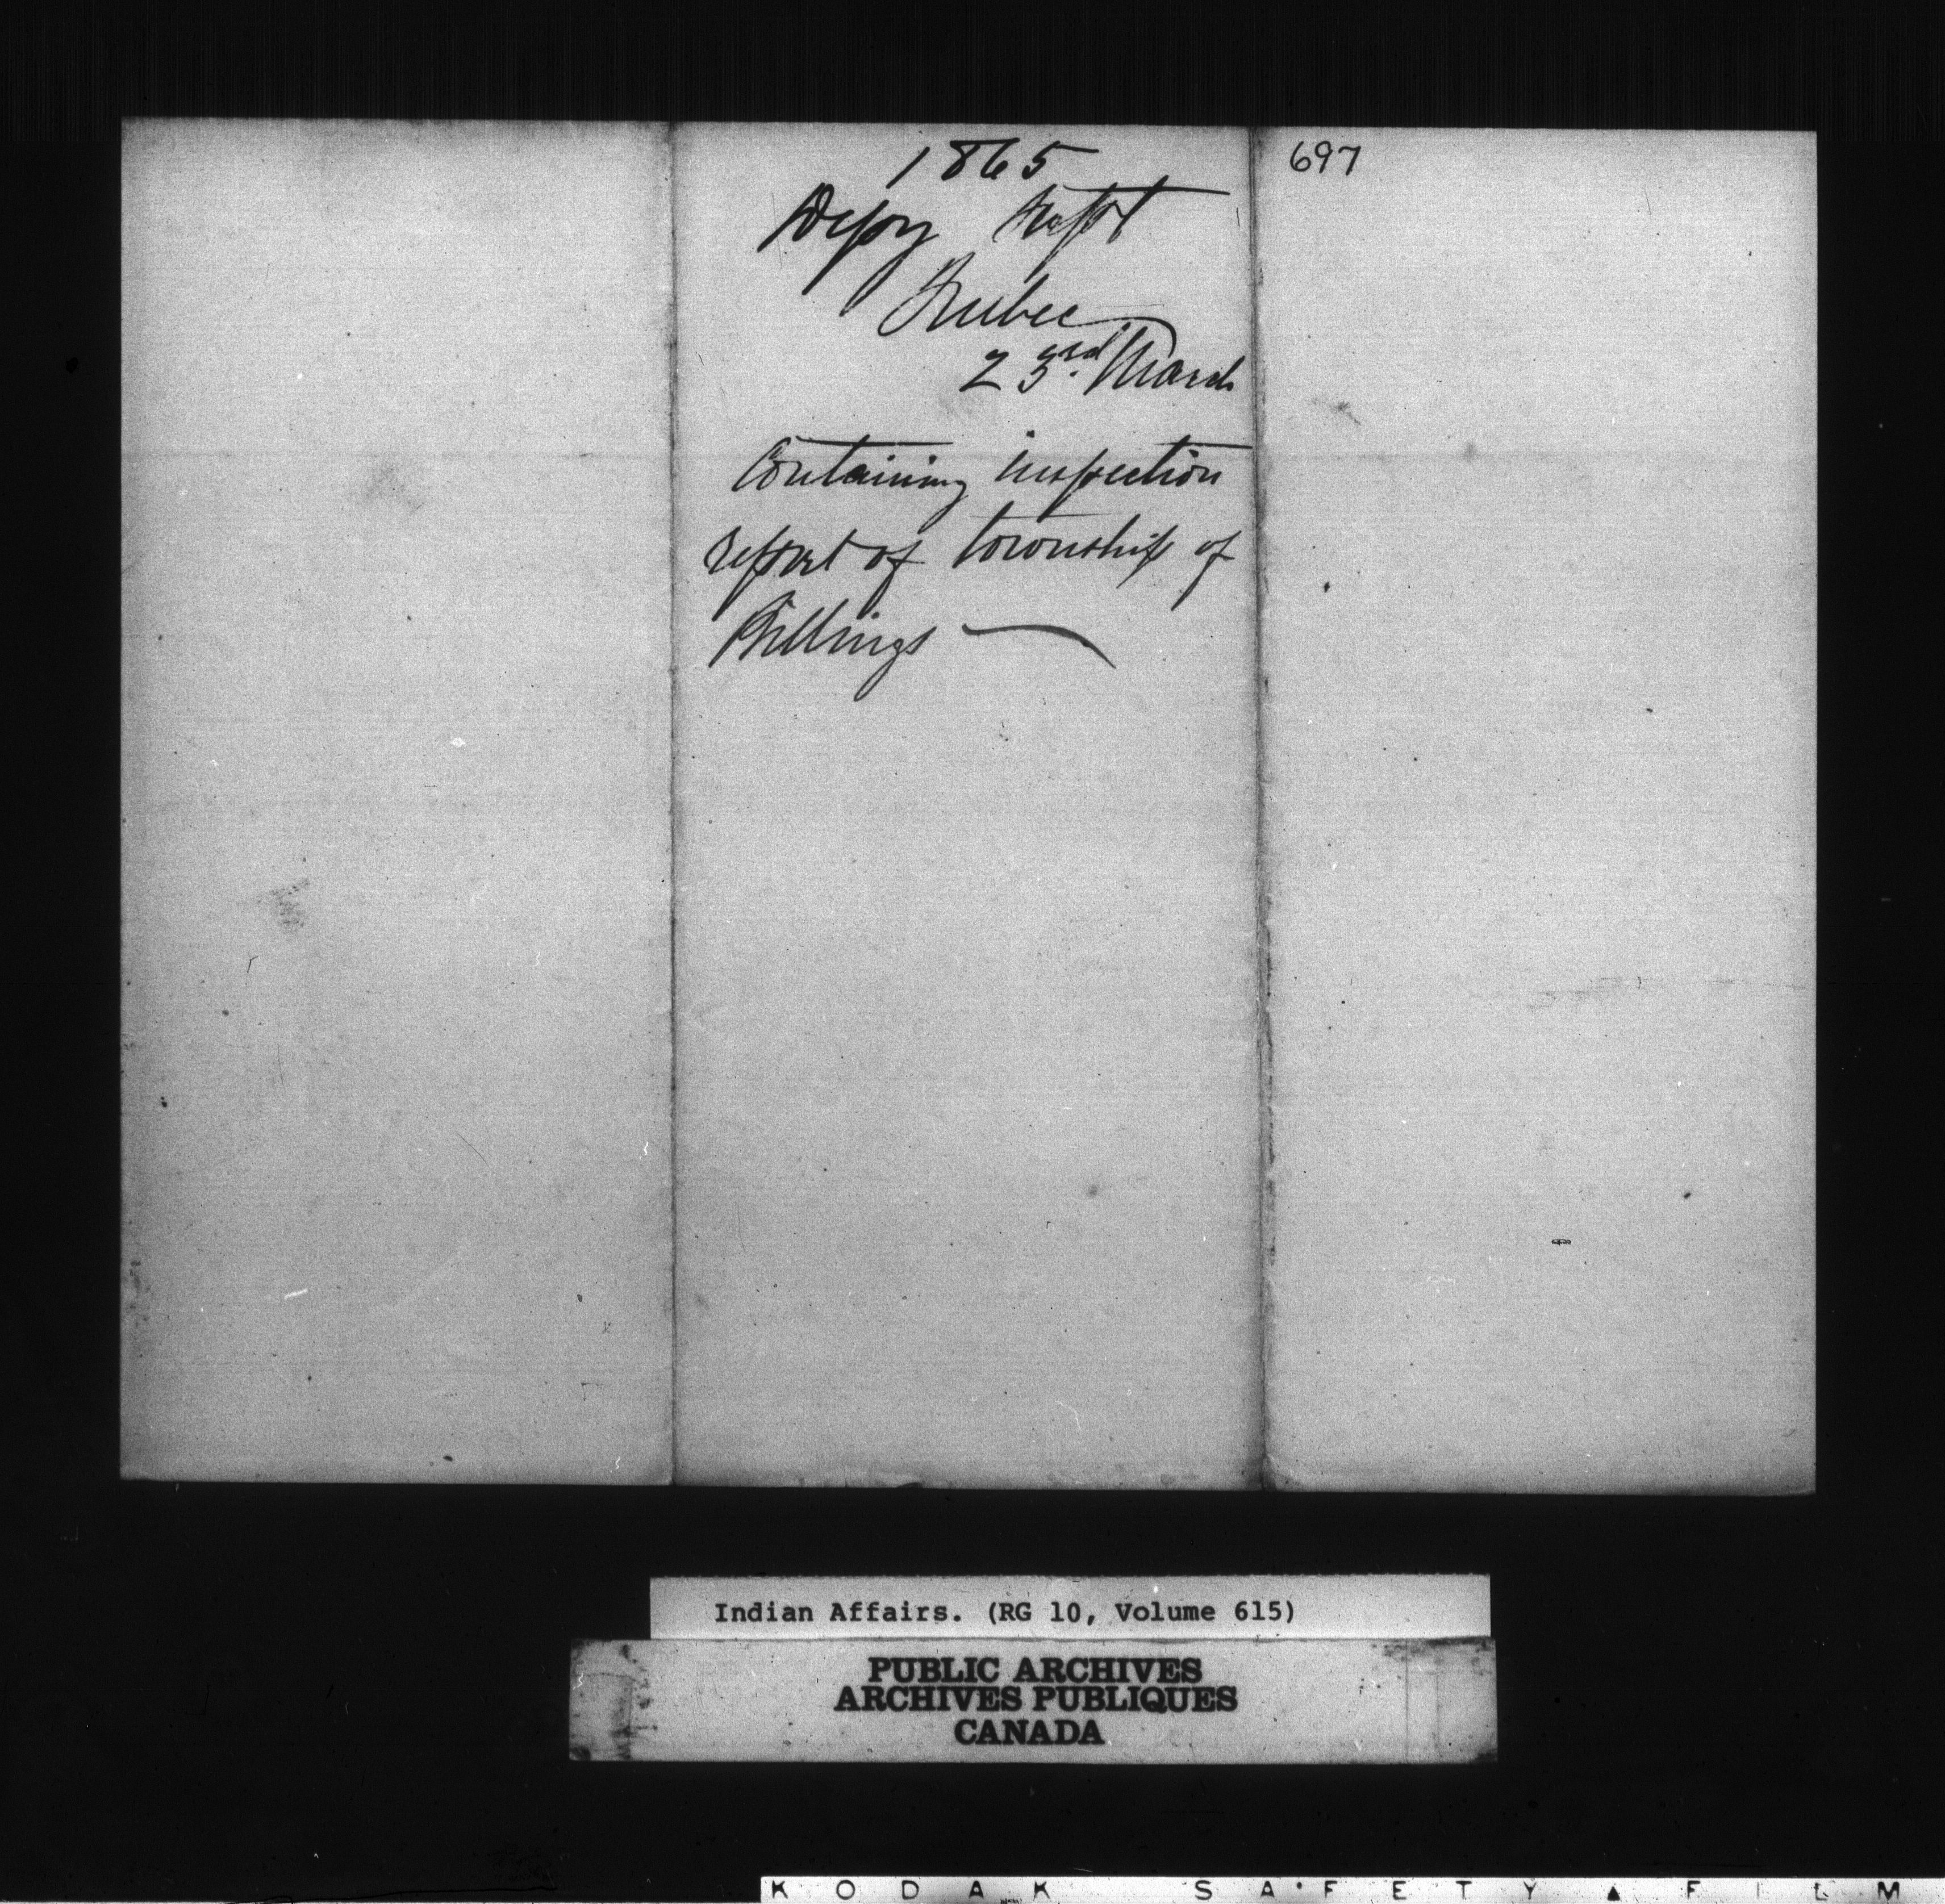 1865
Depy Supt
Quebec
23rd. March
Containing inspection
report of township of
Billings —
697
Indian Affairs. (RG 10, Volume 615)
PUBLIC ARCHIVES
ARCHIVES PUBLIQUES
CANADA
KODAK SAFETY ▲ FILM